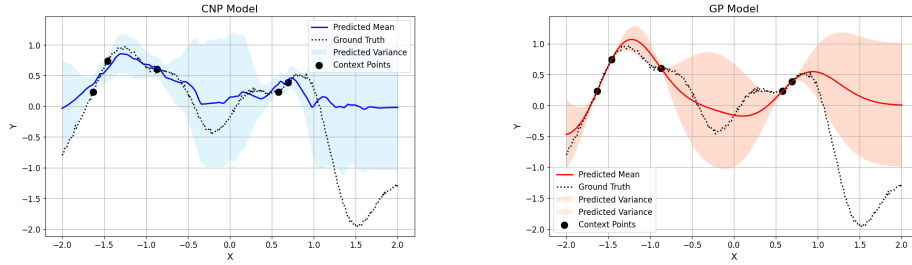 CNP Model
Predicted Mean
Ground Truth
Predicted Variance
Context Points
Y
1.0
0.5
0.0
−0.5
−1.0
−1.5
−2.0
−2.0 −1.5 −1.0 −0.5 0.0 0.5 1.0 1.5 2.0
X
GP Model
Y
1.0
0.5
0.0
−0.5
−1.0
−1.5
−2.0
Predicted Mean
Ground Truth
Predicted Variance
Predicted Variance
Context Points
−2.0 −1.5 −1.0 −0.5 0.0 0.5 1.0 1.5 2.0
X